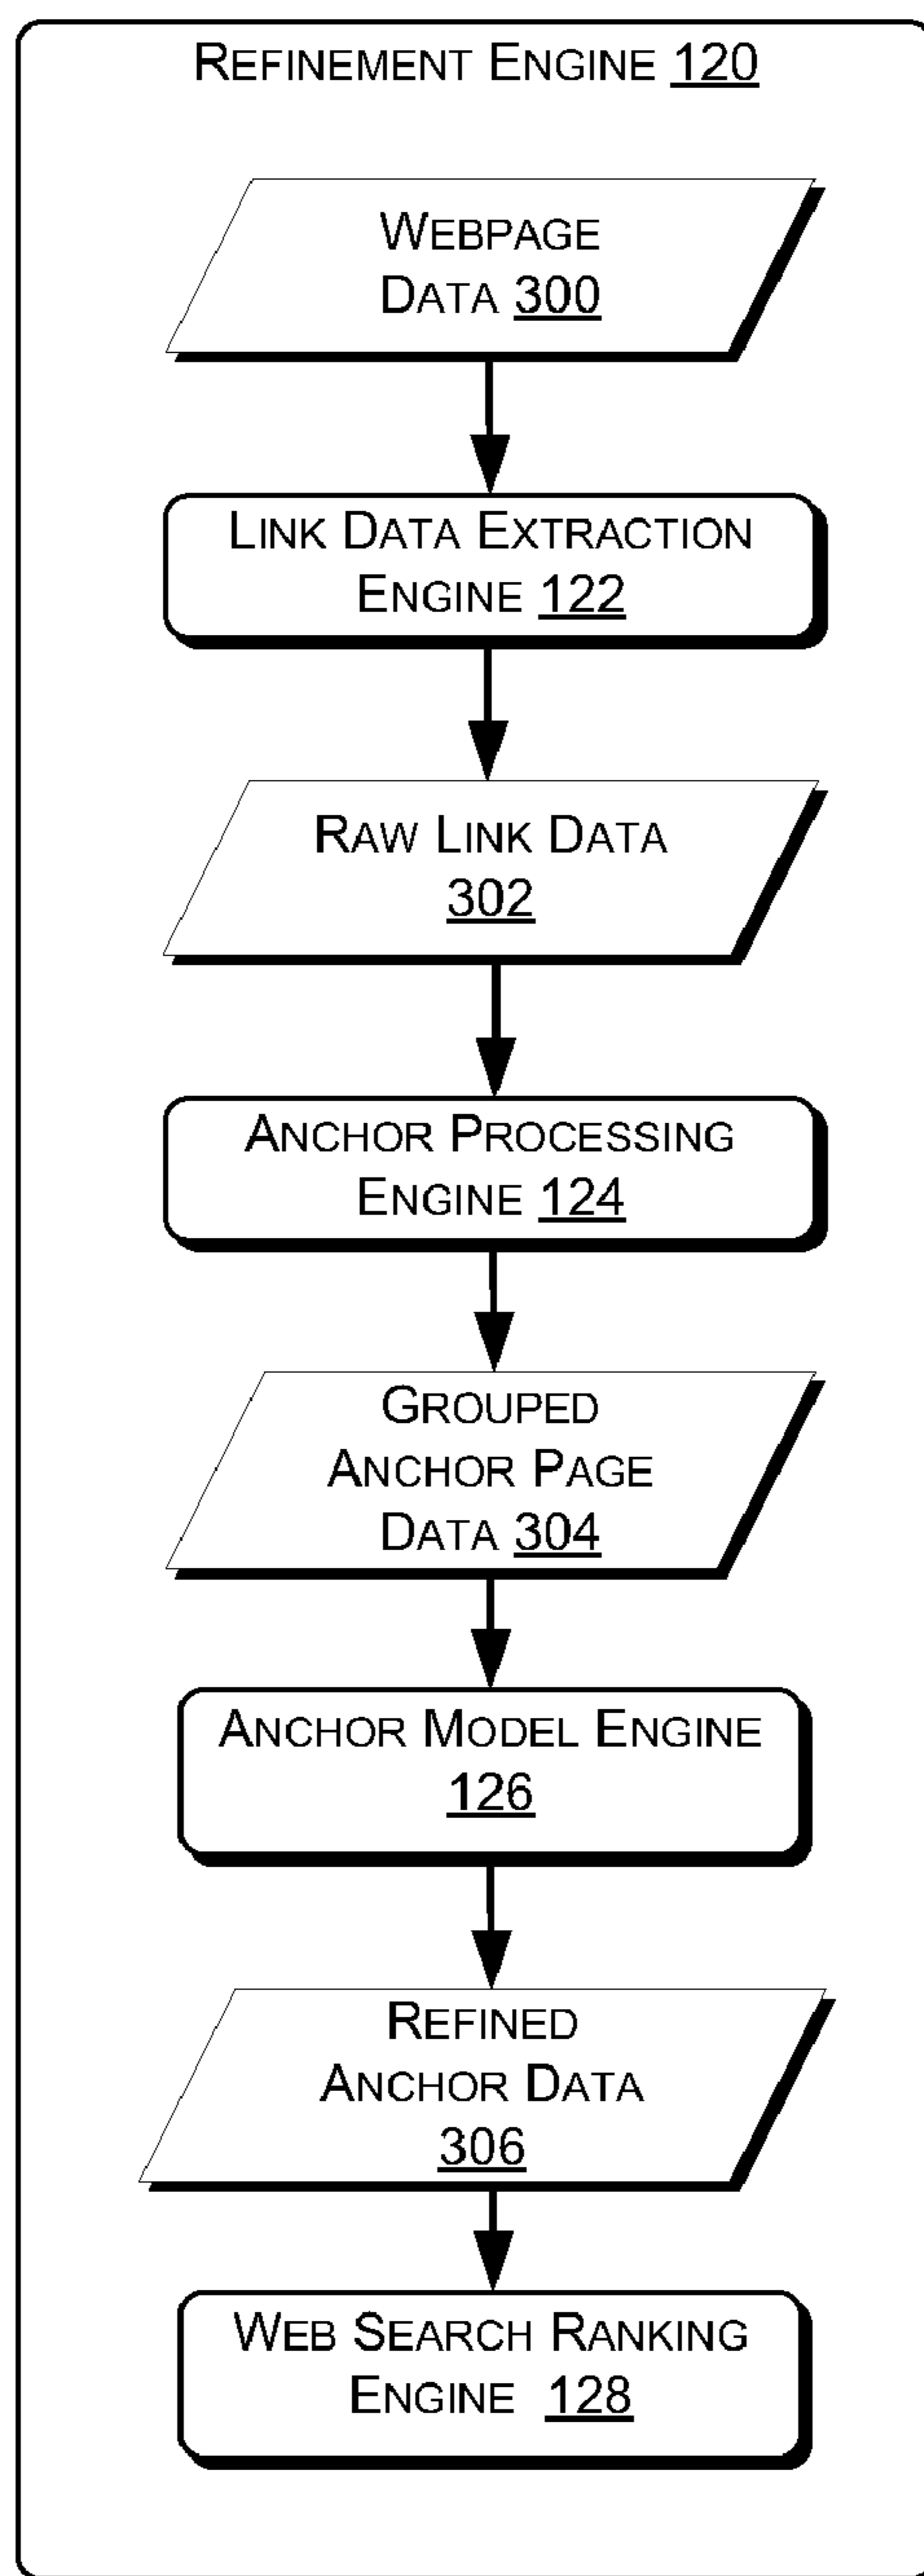 REFINEMENT ENGINE 120
WEBPAGE
DATA 300
LINK DATA EXTRACTION
ENGINE 122
RAW LINK DATA
302
ANCHOR PROCESSING
ENGINE 124
GROUPED
ANCHOR PAGE
DATA 304
ANCHOR MODEL ENGINE
126
REFINED
ANCHOR DATA
306
WEB SEARCH RANKING
ENGINE 128